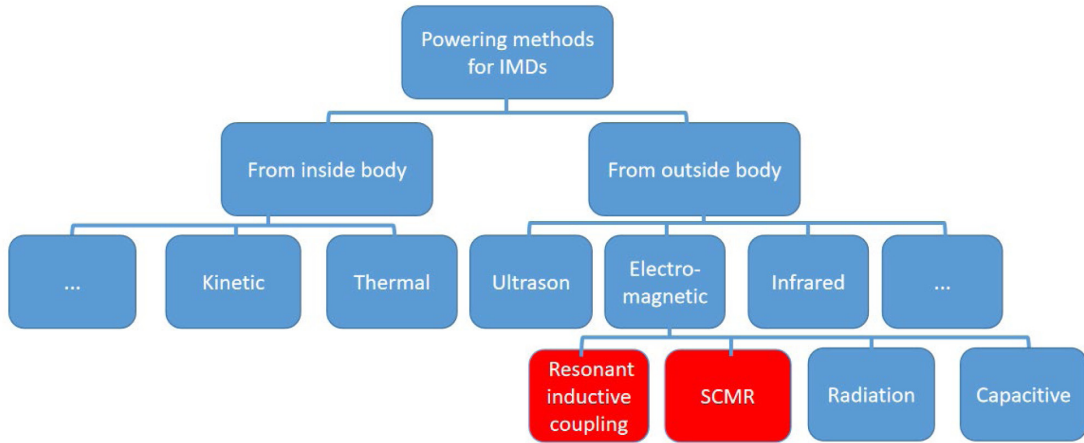 Powering methods
for IMDs
From inside body
From outside body
...
Kinetic
Thermal
Ultrason
Electro-
magnetic
Infrared
...
Resonant
inductive
coupling
SCMR
Radiation
Capacitive